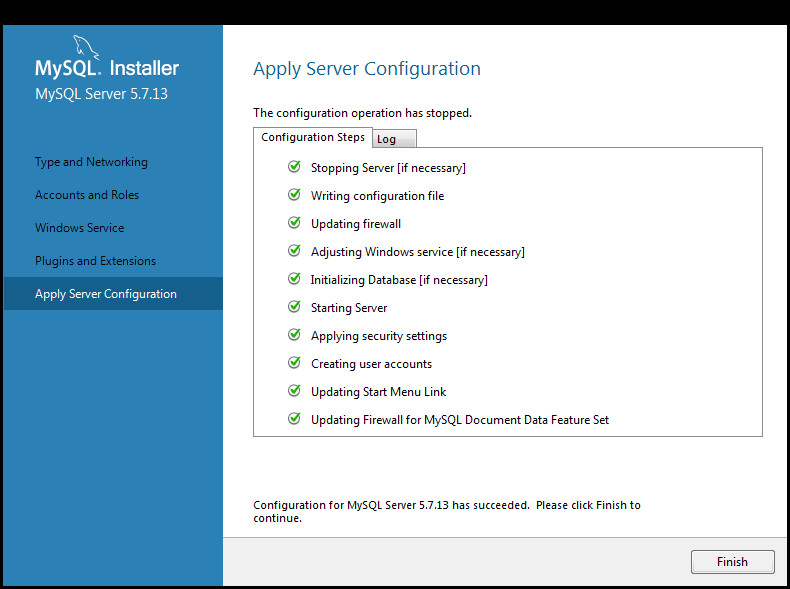 MySQL. Installer
MySQL Server 5.7.13
Type and Networking
Accounts and Roles
Windows Service
Plugins and Extensions
Apply Server Configuration
Apply Server Configuration
The configuration operation has stopped.
Configuration Steps
Log
Stopping Server [if necessary]
Writing configuration file
Updating firewall
Adjusting Windows service [if necessary]
Initializing Database [if necessary]
Starting Server
Applying security settings
Creating user accounts
Updating Start Menu Link
Updating Firewall for MySQL Document Data Feature Set
Configuration for MySQL Server 5.7.13 has succeeded. Please click Finish to
continue.
Finish